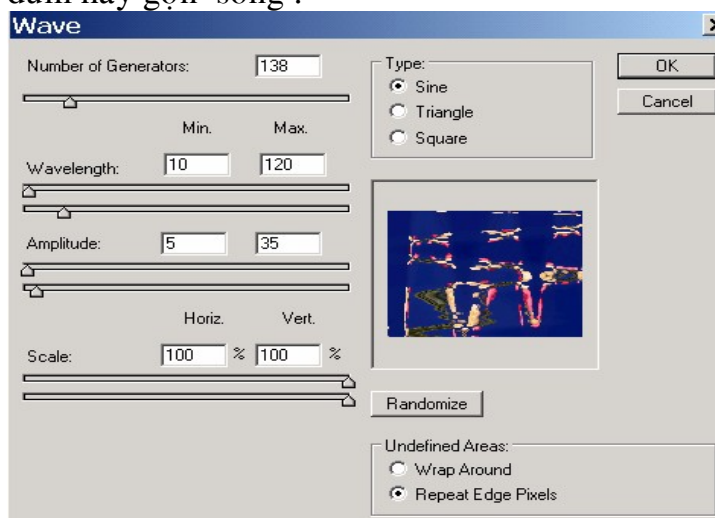 Wave
Number of Generators: 138
Min. Max.
Wavelength: 10 120
Amplitude: 5 35
Horiz. Vert.
Scale: 100 % 100 %
Type:
Sine
Triangle
Square
OK
Cancel
Randomize
Undefined Areas:
Wrap Around
Repeat Edge Pixels